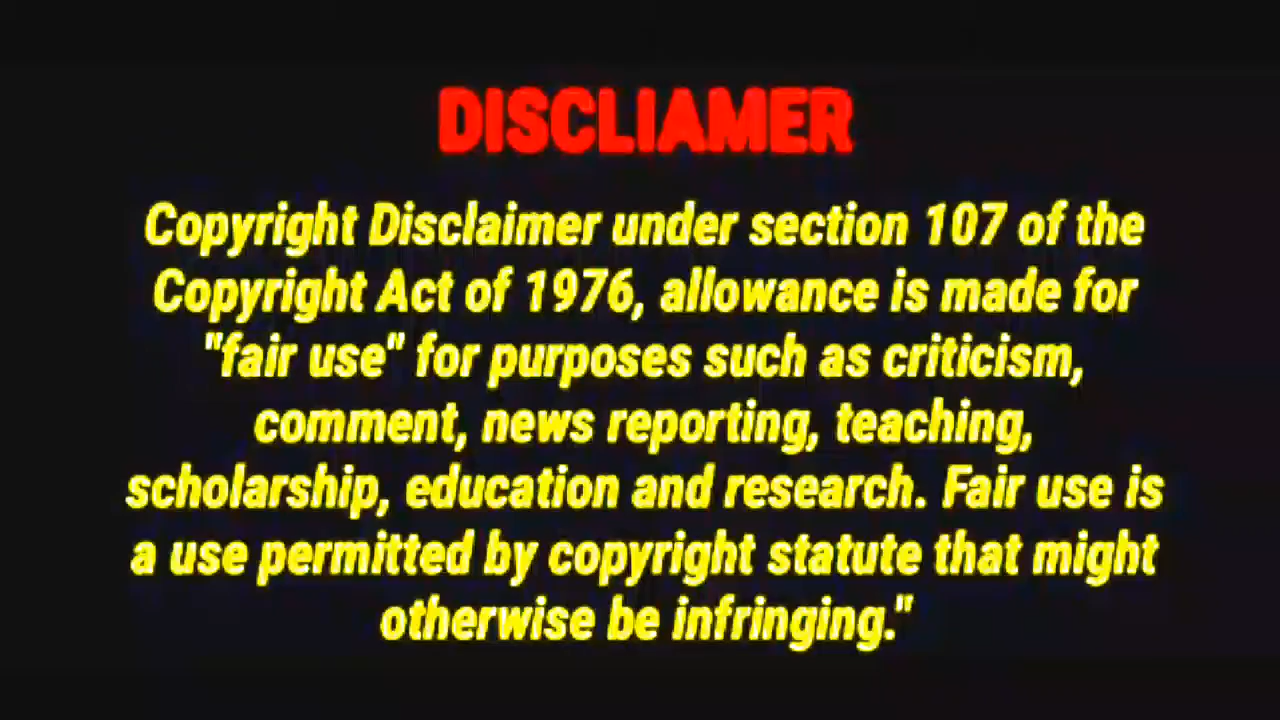 DISCLIAMER
Copyright Disclaimer under section 107 of the
Copyright Act of 1976, allowance is made for
"fair use" for purposes such as criticism,
comment, news reporting, teaching,
scholarship, education and research. Fair use is
a use permitted by copyright statute that might
otherwise be infringing."